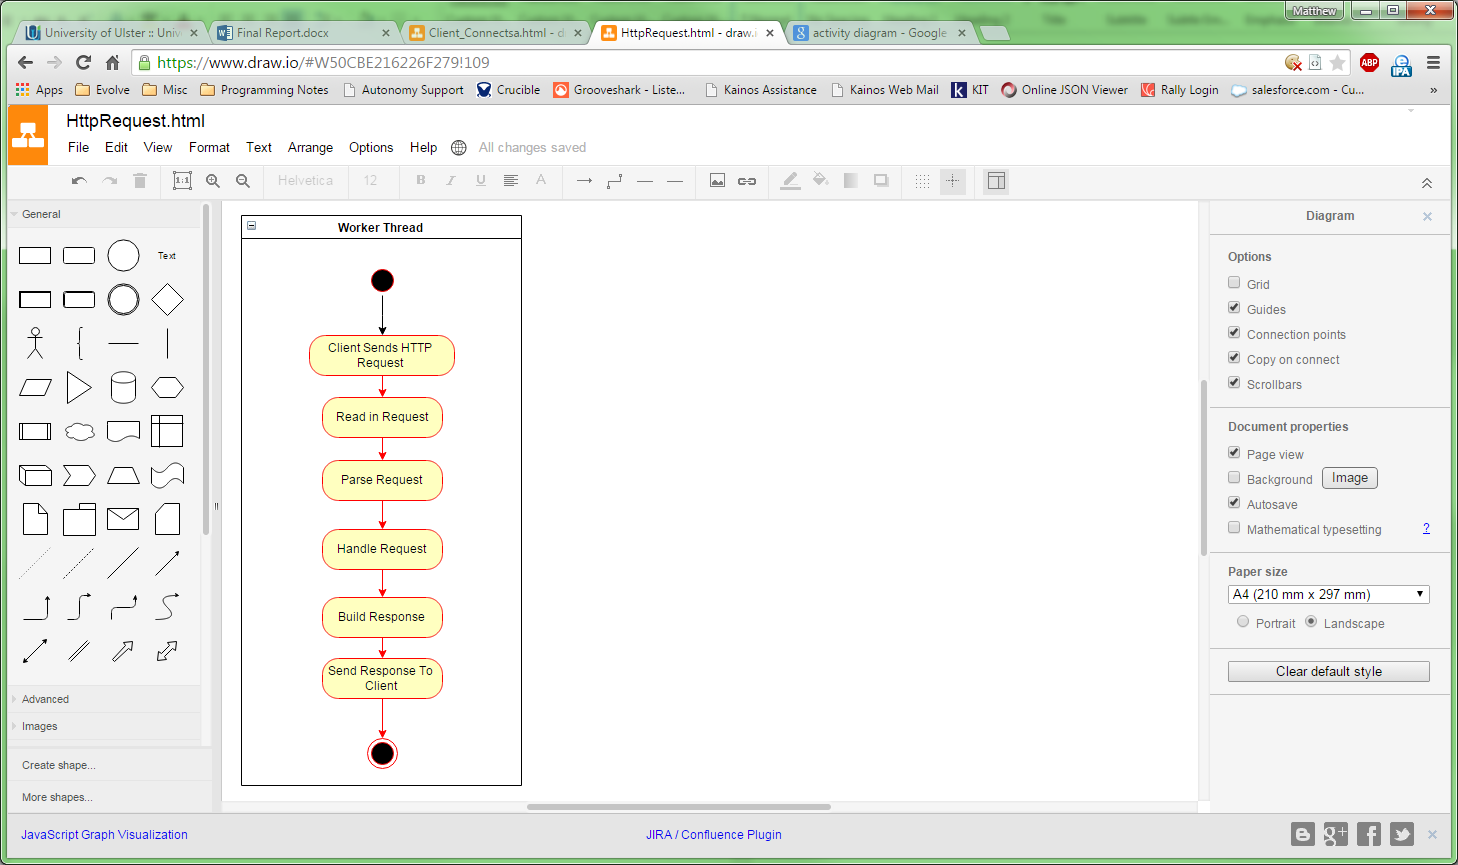 Matthew
University of Ulster :: Univ
Final Report.docx
Client_Connectsa.html - d
HttpRequest.html - draw.i
activity diagram - Google
https://www.draw.io/#W50CBE216226F279!109
ABP
IPA
Apps
Evolve
Misc
Programming Notes
Autonomy Support
Crucible
Grooveshark - Liste...
Kainos Assistance
Kainos Web Mail
KIT
Online JSON Viewer
Rally Login
salesforce.com - Cu...
»
HttpRequest.html
File Edit View Format Text Arrange Options Help All changes saved
1:1
Helvetica
12
B I U A
General
Text
Advanced
Images
Create shape...
More shapes...
Worker Thread
Client Sends HTTP
Request
Read in Request
Parse Request
Handle Request
Build Response
Send Response To
Client
Diagram
Options
Grid
Guides
Connection points
Copy on connect
Scrollbars
Document properties
Page view
Background Image
Autosave
Mathematical typesetting ?
Paper size
A4 (210 mm x 297 mm)
Portrait Landscape
Clear default style
JavaScript Graph Visualization
JIRA / Confluence Plugin